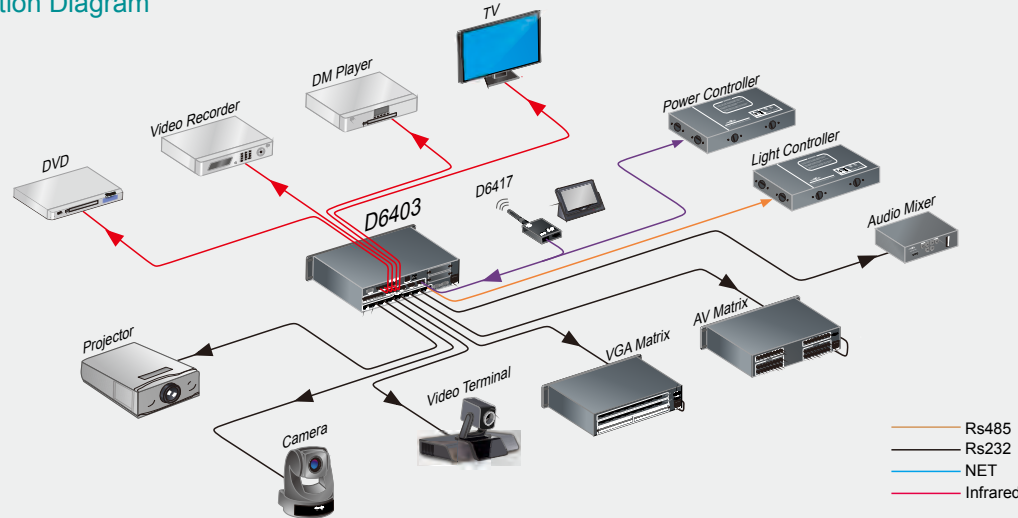 tion Diagram
TV
DM Player
Power Controller
Video Recorder
Light Controller
DVD
D6417
D6403
Audio Mixer
AV Matrix
Projector
VGA Matrix
Video Terminal
Camera
Rs485
Rs232
NET
Infrared